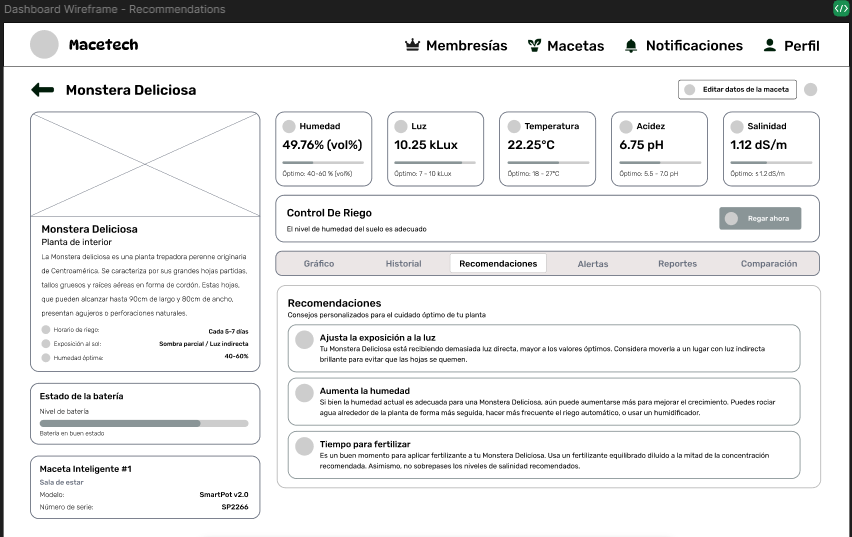 Dashboard Wireframe - Recommendations
Macetech
Membresías
Macetas
Notificaciones
Perfil
Monstera Deliciosa
Editar datos de la maceta
Monstera Deliciosa
Planta de interior
La Monstera deliciosa es una planta trepadora perenne originaria
de Centroamérica. Se caracteriza por sus grandes hojas partidas,
tallos gruesos y raíces aéreas en forma de cordón. Estas hojas,
que pueden alcanzar hasta 90cm de largo y 80cm de ancho,
presentan agujeros o perforaciones naturales.
Horario de riego: Cada 5-7 días
Exposición al sol: Sombra parcial / Luz indirecta
Humedad óptima: 40-60%
Estado de la batería
Nivel de batería
Batería en buen estado
Maceta Inteligente #1
Sala de estar
Modelo: SmartPot v2.0
Número de serie: SP2266
Humedad
49.76% (vol%)
Óptimo: 40-60 % (vol%)
Luz
10.25 kLux
Óptimo: 7 - 10 kLux
Temperatura
22.25°C
Óptimo: 18 - 27°C
Acidez
6.75 pH
Óptimo: 5.5 - 7.0 pH
Salinidad
1.12 dS/m
Óptimo: ≤ 1.2 dS/m
Control De Riego
El nivel de humedad del suelo es adecuado
Regar ahora
Gráfico Historial Recomendaciones Alertas Reportes Comparación
Recomendaciones
Consejos personalizados para el cuidado óptimo de tu planta
Ajusta la exposición a la luz
Tu Monstera Deliciosa está recibiendo demasiada luz directa, mayor a los valores óptimos. Considera moverla a un lugar con luz indirecta
brillante para evitar que las hojas se quemen.
Aumenta la humedad
Si bien la humedad actual es adecuada para una Monstera Deliciosa, aún puede aumentarse más para mejorar el crecimiento. Puedes rociar
agua alrededor de la planta de forma más seguida, hacer más frecuente el riego automático, o usar un humidificador.
Tiempo para fertilizar
Es un buen momento para aplicar fertilizante a tu Monstera Deliciosa. Usa un fertilizante equilibrado diluido a la mitad de la concentración
recomendada. Asimismo, no sobrepases los niveles de salinidad recomendados.